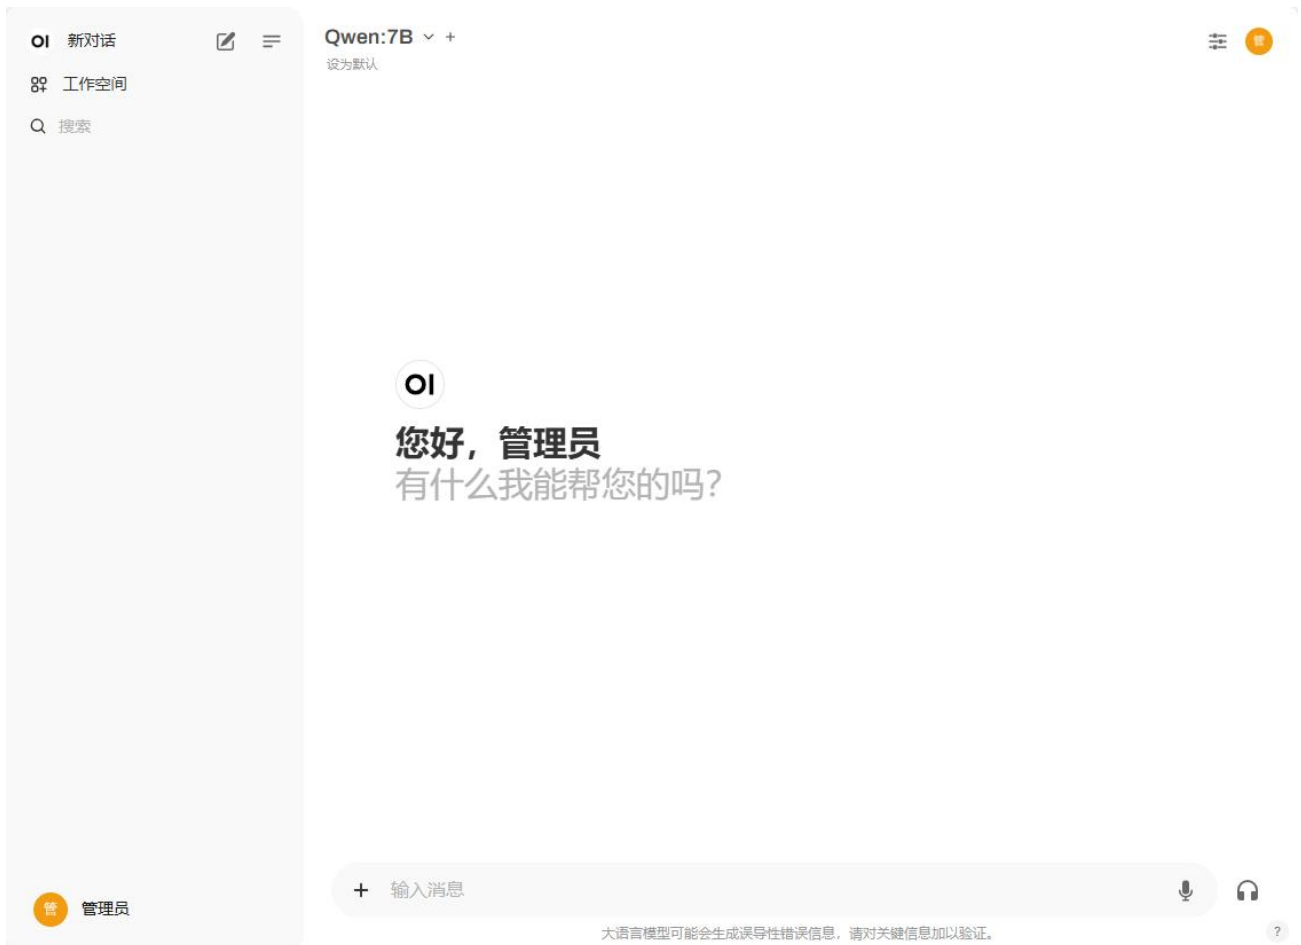 OI 新对话
工作空间
搜索
管 管理员
Qwen:7B
设为默认
管
OI
您好，管理员
有什么我能帮您的吗？
输入消息
大语言模型可能会生成误导性错误信息，请对关键信息加以验证。
?